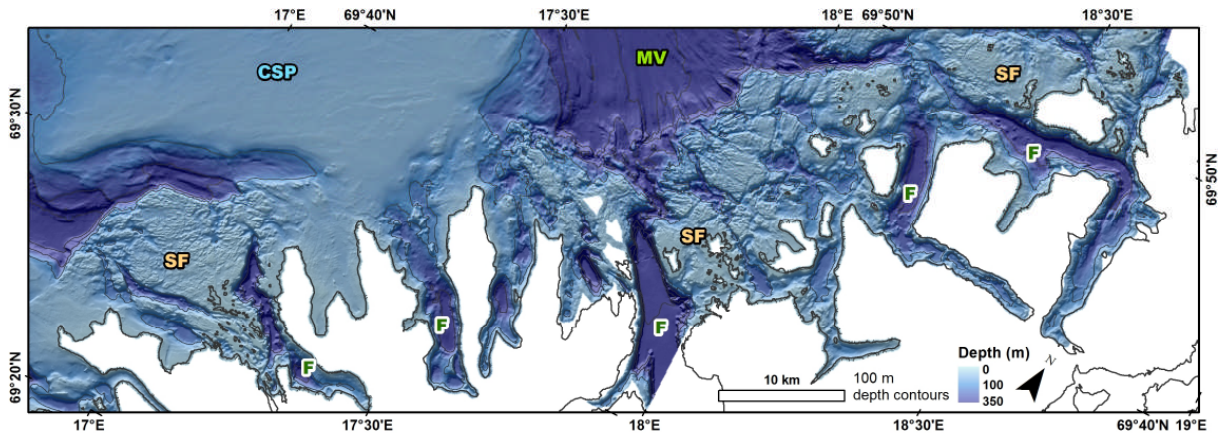 17°E 69°40'N 17°30'E 18°E 69°50'N 18°30'E
CSP
MV
SF
69°30'N
F
69°50'N
F
SF
SF
F
F
F
Depth (m)
0
100
350
N
10 km
100 m
depth contours
69°20'N
17°E 17°30'E 18°E 18°30'E 69°40'N 19°E